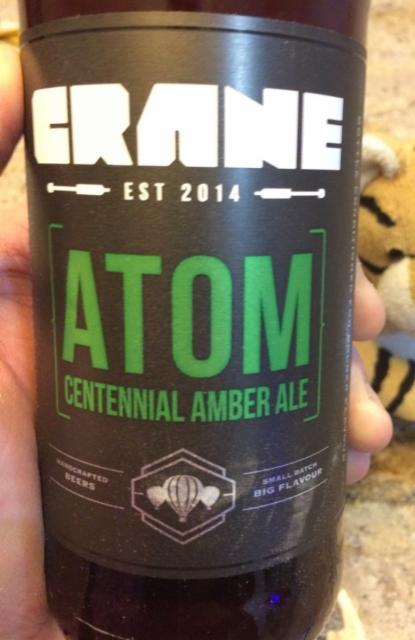 CRANE
EST 2014
ATOM
CENTENNIAL AMBER ALE
HANDCRAFTED
BEERS
SMALL BATCH
BIG FLAVOUR